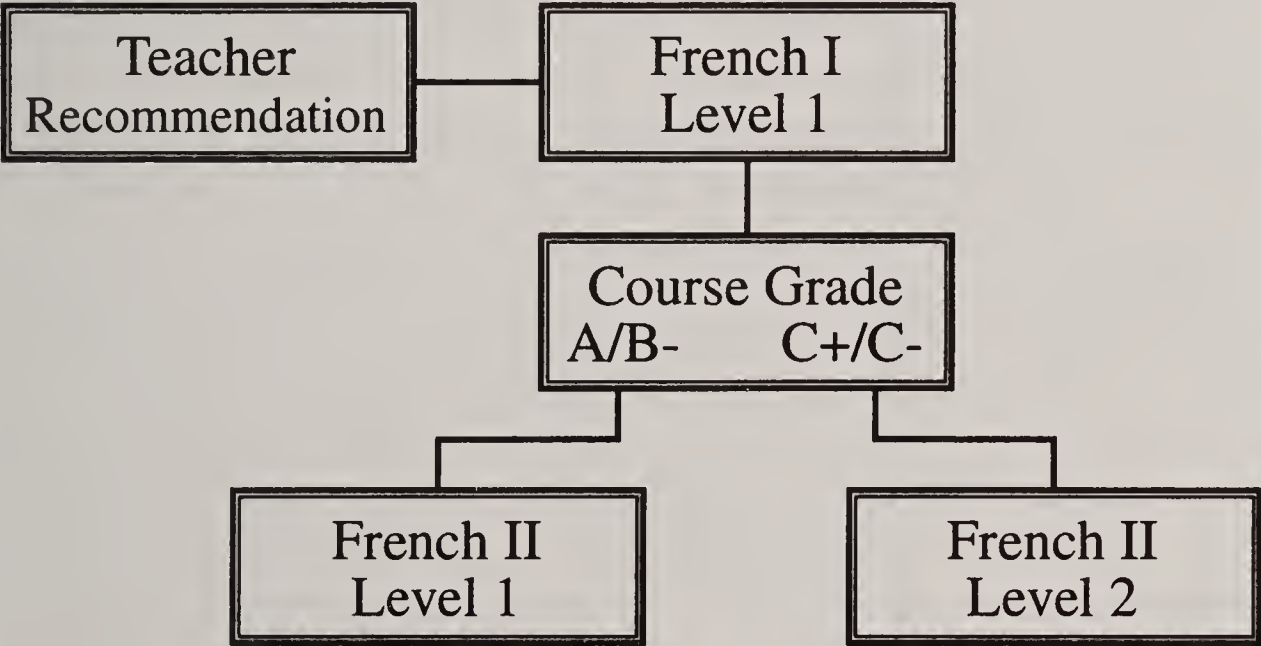 Teacher
Recommendation
French I
Level 1
Course Grade
A/B- C+/C-
French II
Level 1
French II
Level 2